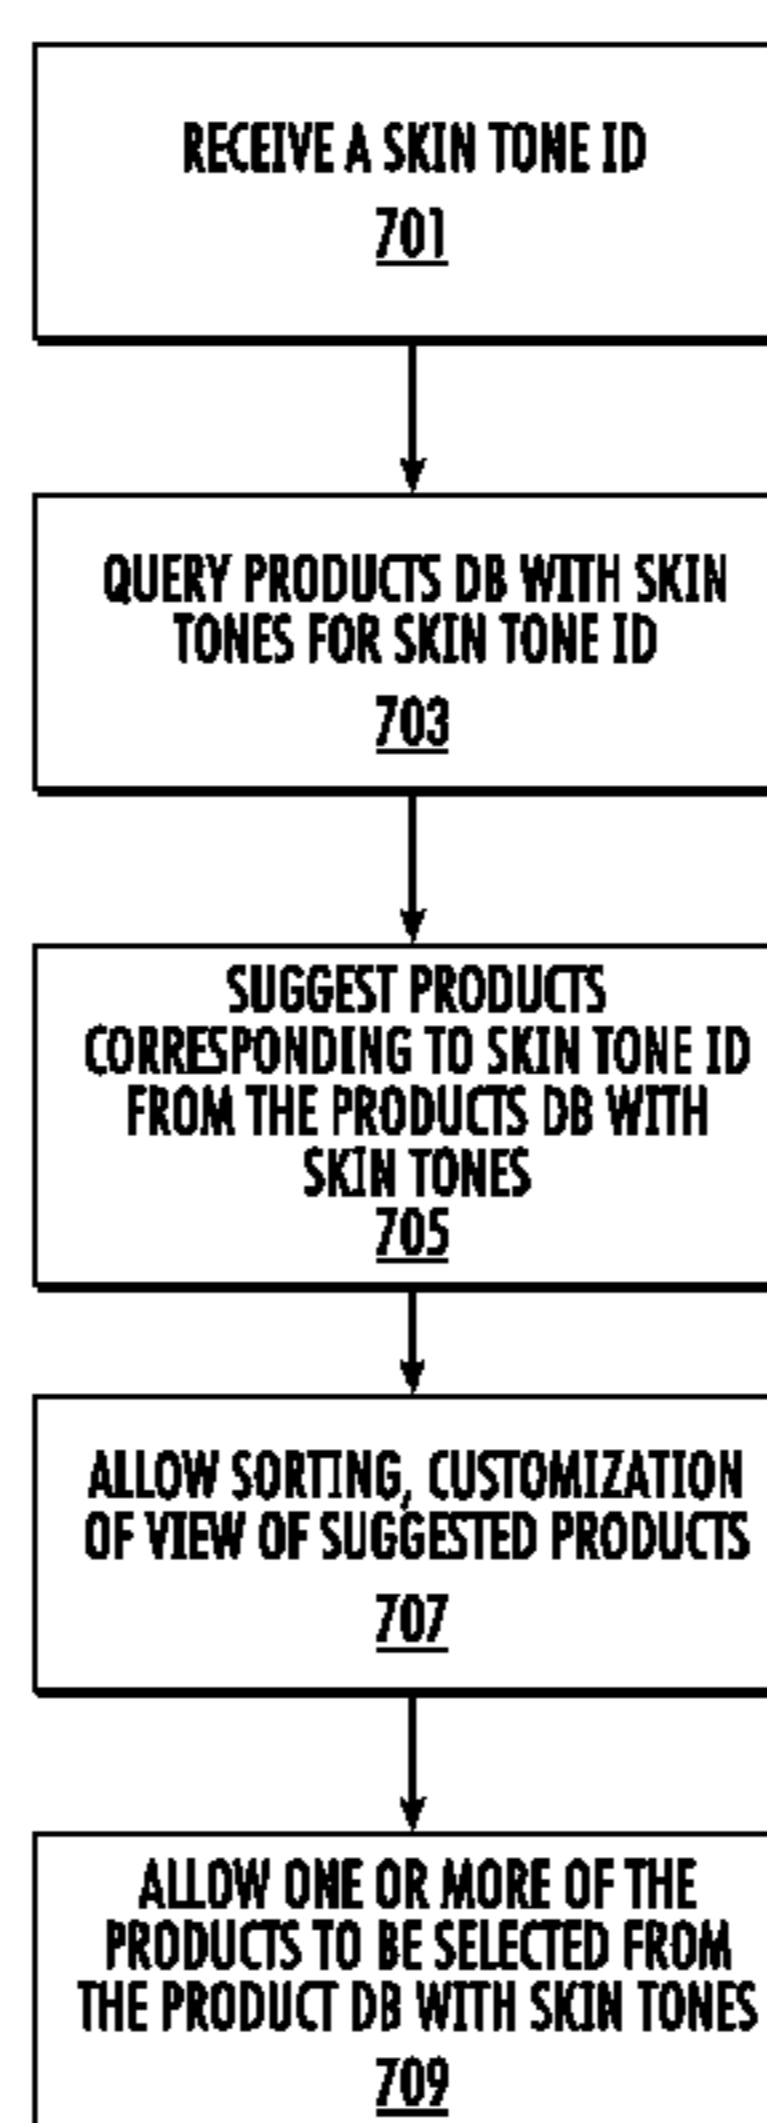 RECEIVE A SKIN TONE ID
701
QUERY PRODUCTS DB WITH SKIN
TONES FOR SKIN TONE ID
703
SUGGEST PRODUCTS
CORRESPONDING TO SKIN TONE ID
FROM THE PRODUCTS DB WITH
SKIN TONES
705
ALLOW SORTING, CUSTOMIZATION
OF VIEW OF SUGGESTED PRODUCTS
707
ALLOW ONE OR MORE OF THE
PRODUCTS TO BE SELECTED FROM
THE PRODUCT DB WITH SKIN TONES
709